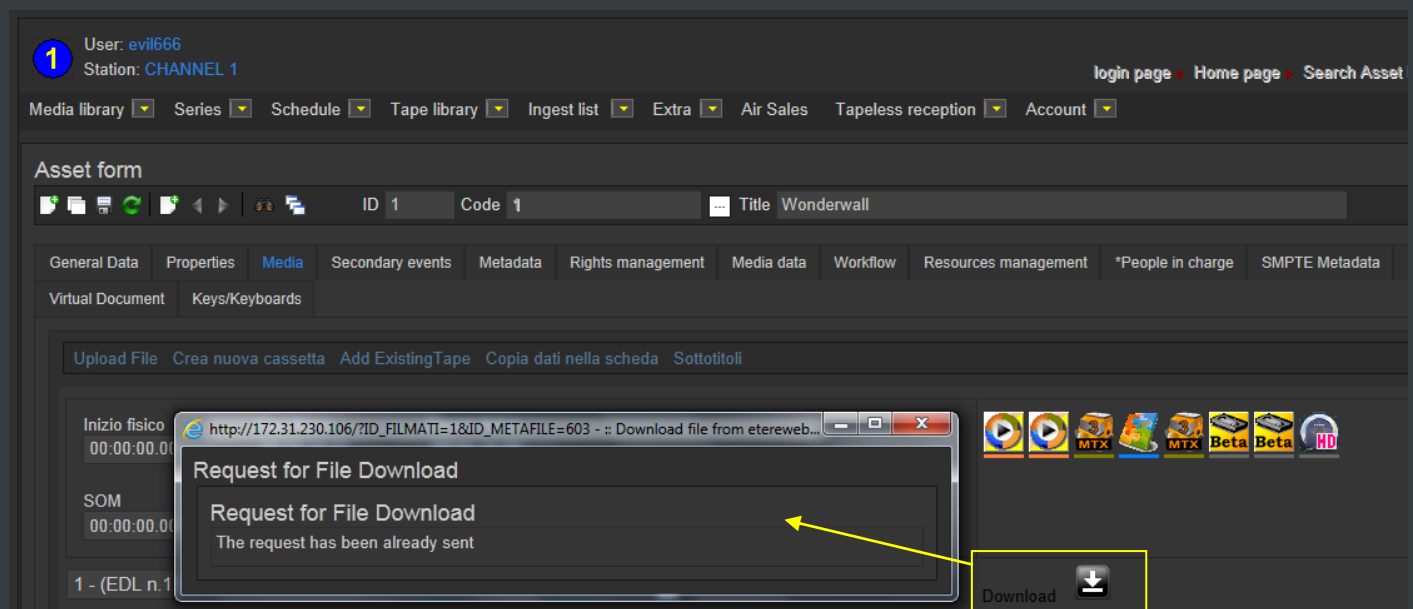 1
User: evil666
Station: CHANNEL 1
login page Home page Search Asset
Media library Series Schedule Tape library Ingest list Extra Air Sales Tapeless reception Account
Asset form
ID 1 Code 1 ... Title Wonderwall
General Data Properties Media Secondary events Metadata Rights management Media data Workflow Resources management *People in charge SMPTE Metadata
Virtual Document Keys/Keyboards
Upload File Crea nuova cassetta Add ExistingTape Copia dati nella scheda Sottotitoli
Inizio fisico
00:00:00.00
http://172.31.230.106/?ID_FILMATI=1&ID_METAFILE=603 - :: Download file from etereweb...
3 MTX 3 MTX Beta Beta HD
Request for File Download
SOM
00:00:00.00
Request for File Download
The request has been already sent
1 - (EDL n.1
Download